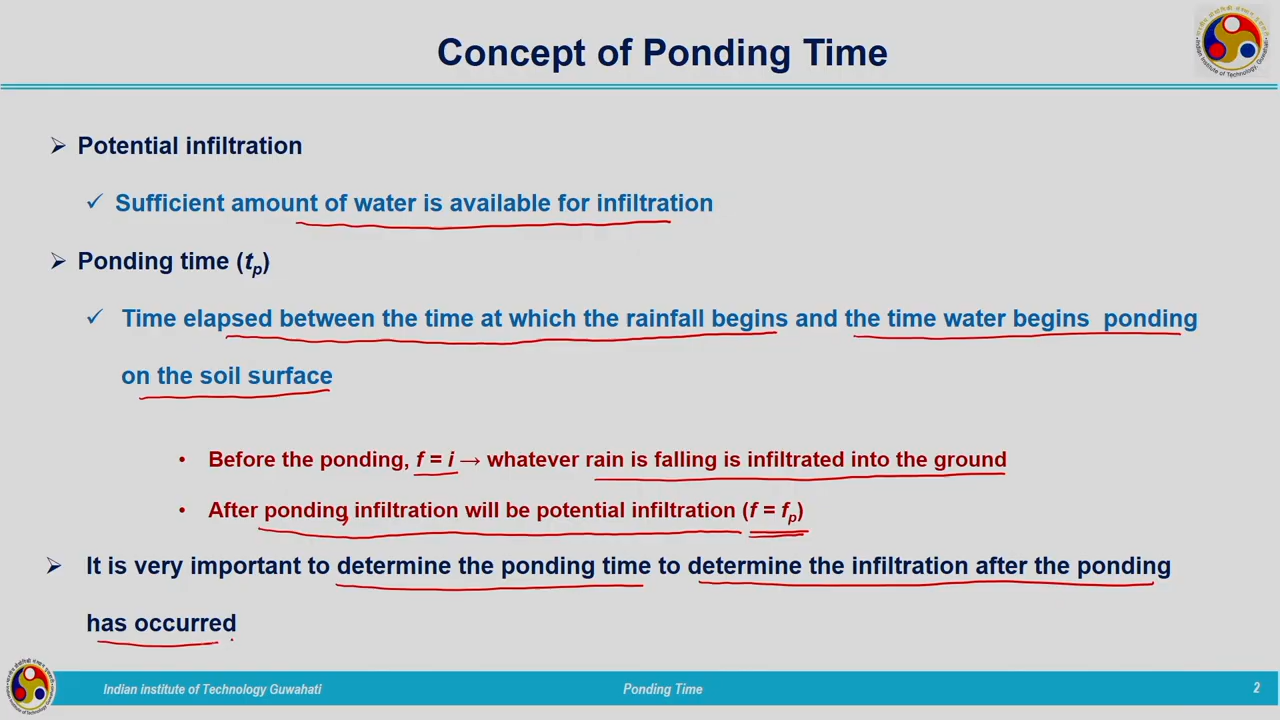 Concept of Ponding Time
➢ Potential infiltration
✓ Sufficient amount of water is available for infiltration
➢ Ponding time (tp)
✓ Time elapsed between the time at which the rainfall begins and the time water begins ponding
on the soil surface
• Before the ponding, f = i → whatever rain is falling is infiltrated into the ground
• After ponding, infiltration will be potential infiltration (f = fp)
➢ It is very important to determine the ponding time to determine the infiltration after the ponding
has occurred
Indian institute of Technology Guwahati Ponding Time 2